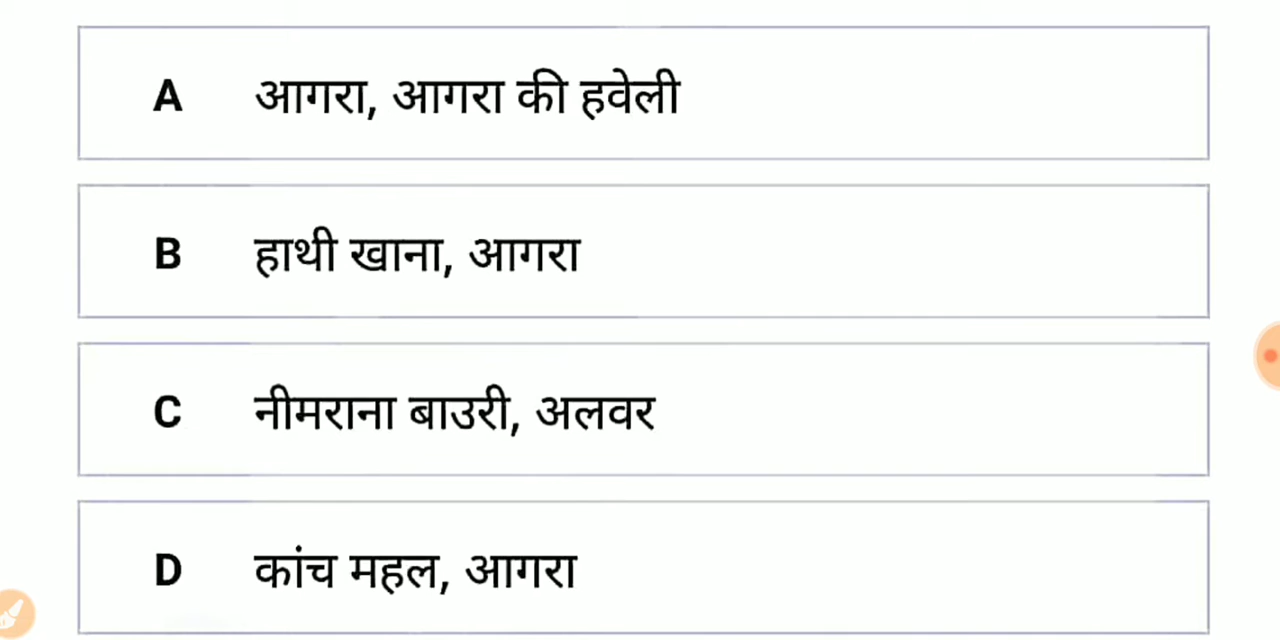 A आगरा, आगरा की हवेली
B हाथी खाना, आगरा
C नीमराना बाउरी, अलवर
D कांच महल, आगरा